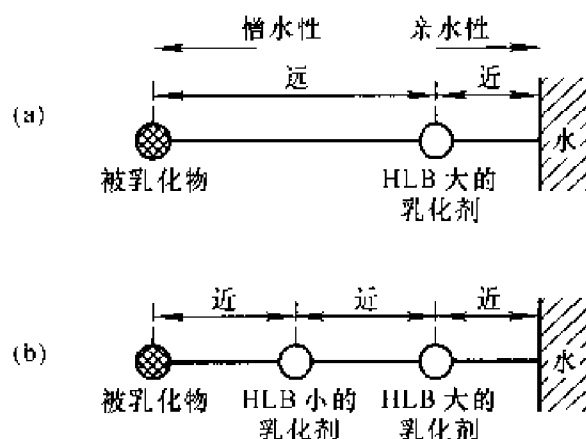 憎水性 亲水性
远 近
(a)
水
被乳化物 HLB 大的
乳化剂
近 近 近
(b)
水
被乳化物 HLB 小的 HLB 大的
乳化剂 乳化剂